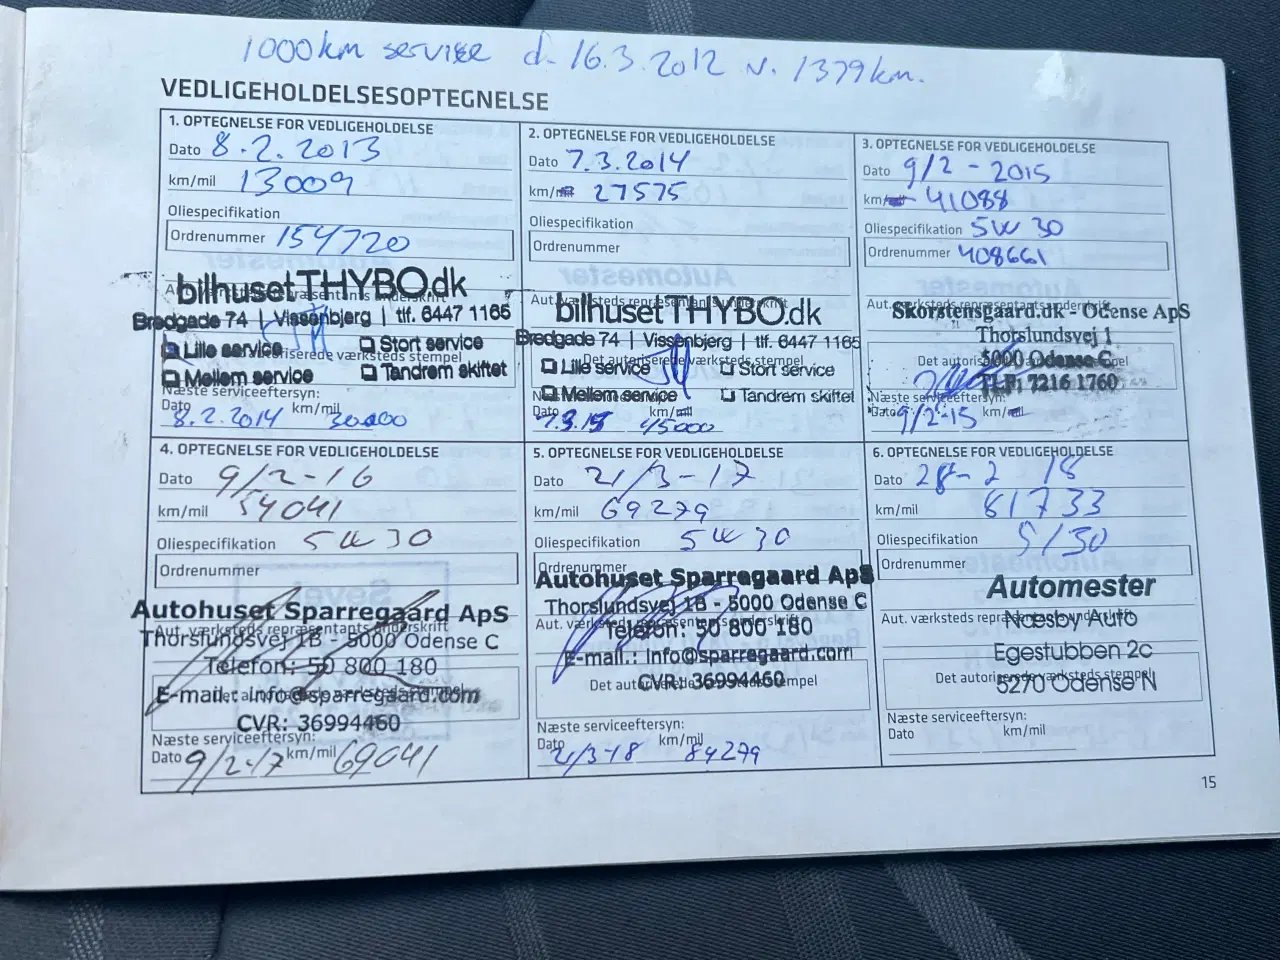 1000km service d. 16.3.2012 v. 1379km.
VEDLIGEHOLDELSESOPTEGNELSE
1. OPTEGNELSE FOR VEDLIGEHOLDELSE
Dato 8.2.2013
km/mil 13009
Oliespecifikation
Ordrenummer 154720
bilhuset THYBO.dk
Bredgade 74 | Vissenbjerg | tlf. 6447 1165
Lille service Stort service
Mellem service Tandrem skiftet
Næste serviceeftersyn:
Dato 8.2.2014 km/mil 30000
2. OPTEGNELSE FOR VEDLIGEHOLDELSE
Dato 7.3.2014
km/mil 27575
Oliespecifikation
Ordrenummer
Aut. værksteds repræsentants underskrift
bilhuset THYBO.dk
Bredgade 74 | Vissenbjerg | tlf. 6447 1165
Det autoriserede værksteds stempel
Lille service Stort service
Mellem service Tandrem skiftet
Dato 7.3.15 km/mil 45000
3. OPTEGNELSE FOR VEDLIGEHOLDELSE
Dato 9/2-2015
km/mil 41088
Oliespecifikation 5W 30
Ordrenummer 408661
Skorstensgaard.dk - Odense ApS
Thorslundsvej 1
5000 Odense C
TLF: 7216 1760
Næste serviceeftersyn:
Dato 9/2-15 km/mil
4. OPTEGNELSE FOR VEDLIGEHOLDELSE
Dato 9/2-16
km/mil 54041
Oliespecifikation 5W30
Ordrenummer
Autohuset Sparregaard ApS
Aut. værksteds repræsentants underskrift
Thorslundsvej 1B - 5000 Odense C
Telefon: 50 800 180
E-mail.: Info@sparregaard.com
CVR: 36994460
Næste serviceeftersyn:
Dato 9/2-17 km/mil 69041
5. OPTEGNELSE FOR VEDLIGEHOLDELSE
Dato 21/3-17
km/mil 69279
Oliespecifikation 5W30
Ordrenummer
Autohuset Sparregaard ApS
Thorslundsvej 1B - 5000 Odense C
Aut. værksteds repræsentants underskrift
Telefon: 50 800 180
E-mail.: Info@sparregaard.com
CVR: 36994460
Det autoriserede værksteds stempel
Næste serviceeftersyn:
Dato 21/3-18 km/mil 84279
6. OPTEGNELSE FOR VEDLIGEHOLDELSE
Dato 28-2 18
km/mil 81733
Oliespecifikation 5/30
Ordrenummer
Automester
Aut. værksteds repræsentants underskrift
Næsby Auto
Egestubben 2c
Det autoriserede værksteds stempel
5270 Odense N
Næste serviceeftersyn:
Dato km/mil
15